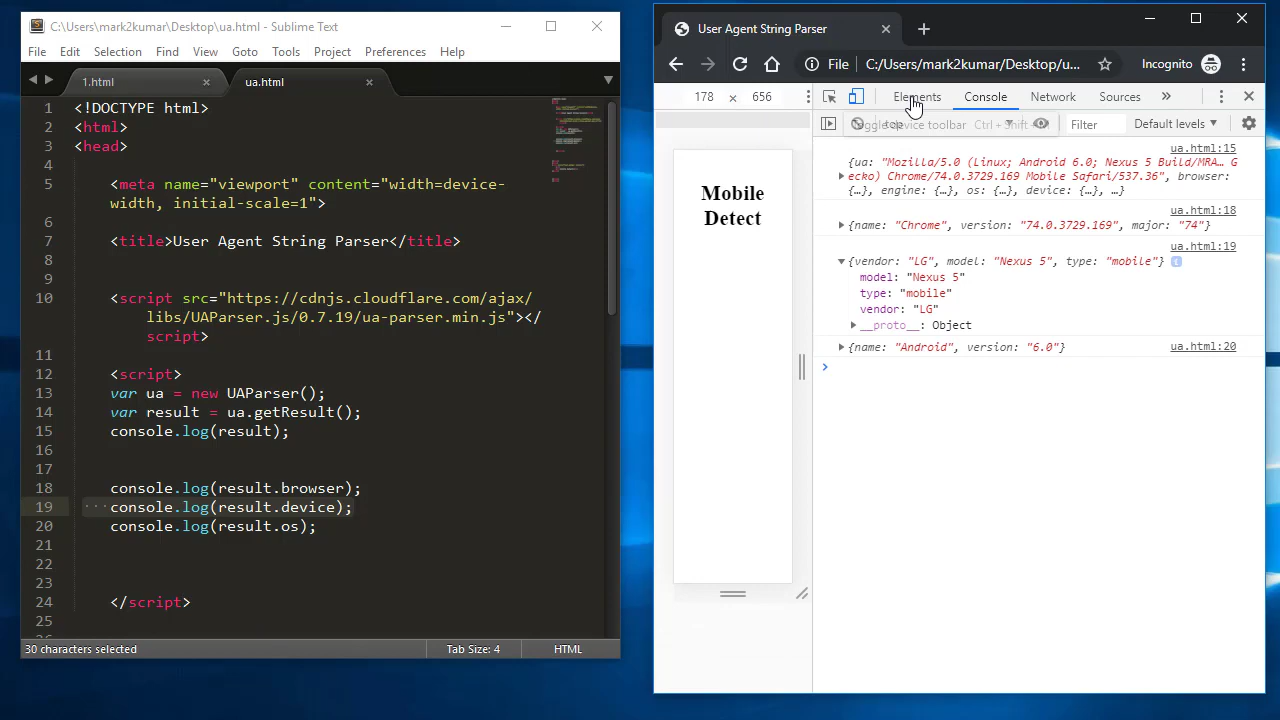 C:\Users\mark2kumar\Desktop\ua.html - Sublime Text
File Edit Selection Find View Goto Tools Project Preferences Help
1.html × ua.html ×
1 <!DOCTYPE html>
2 <html>
3 <head>
4
5 <meta name="viewport" content="width=device-
width, initial-scale=1">
6
7 <title>User Agent String Parser</title>
8
9
10 <script src="https://cdnjs.cloudflare.com/ajax/
libs/UAParser.js/0.7.19/ua-parser.min.js"></
script>
11
12 <script>
13 var ua = new UAParser();
14 var result = ua.getResult();
15 console.log(result);
16
17
18 console.log(result.browser);
19 console.log(result.device);
20 console.log(result.os);
21
22
23
24 </script>
25
26
30 characters selected Tab Size: 4 HTML
User Agent String Parser
File C:/Users/mark2kumar/Desktop/u... Incognito
178 × 656
Elements Console Network Sources »
top Toggle device toolbar Ctrl + Shift + Filter Default levels ▼
Mobile
Detect
ua.html:15
{ua: "Mozilla/5.0 (Linux; Android 6.0; Nexus 5 Build/MRA… G
ecko) Chrome/74.0.3729.169 Mobile Safari/537.36", browser:
{…}, engine: {…}, os: {…}, device: {…}, …}
ua.html:18
{name: "Chrome", version: "74.0.3729.169", major: "74"}
ua.html:19
{vendor: "LG", model: "Nexus 5", type: "mobile"} i
model: "Nexus 5"
type: "mobile"
vendor: "LG"
__proto__: Object
{name: "Android", version: "6.0"} ua.html:20